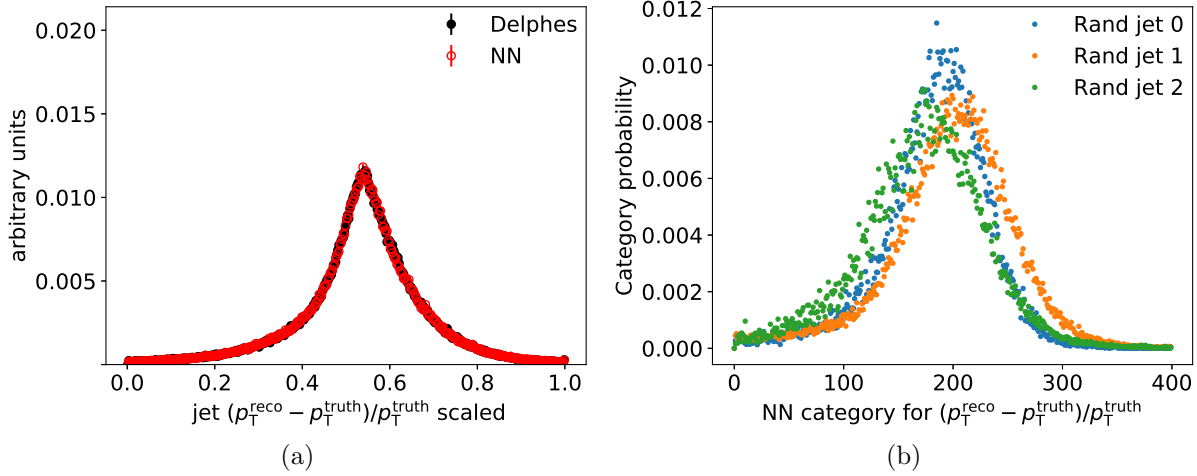 0.020
0.015
0.010
0.005
arbitrary units
0.0
0.2
0.4
0.6
0.8
1.0
jet (p_T^reco − p_T^truth)/p_T^truth scaled
Delphes
NN
(a)
0.012
0.010
0.008
0.006
0.004
0.002
0.000
Category probability
0
100
200
300
400
NN category for (p_T^reco − p_T^truth)/p_T^truth
Rand jet 0
Rand jet 1
Rand jet 2
(b)